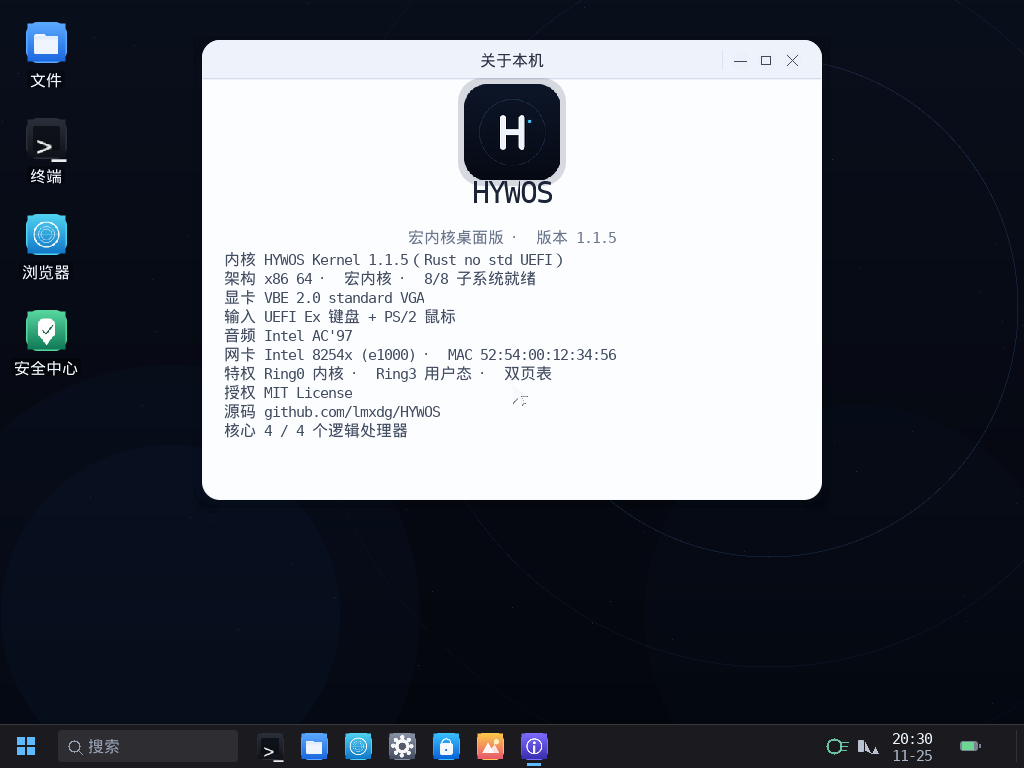 文件
终端
浏览器
安全中心
关于本机
H
HYWOS
宏内核桌面版 · 版本 1.1.5
内核 HYWOS Kernel 1.1.5 (Rust no std UEFI)
架构 x86 64 · 宏内核 · 8/8 子系统就绪
显卡 VBE 2.0 standard VGA
输入 UEFI Ex 键盘 + PS/2 鼠标
音频 Intel AC'97
网卡 Intel 8254x (e1000) · MAC 52:54:00:12:34:56
特权 Ring0 内核 · Ring3 用户态 · 双页表
授权 MIT License
源码 github.com/lmxdg/HYWOS
核心 4 / 4 个逻辑处理器
搜索
20:30
11-25